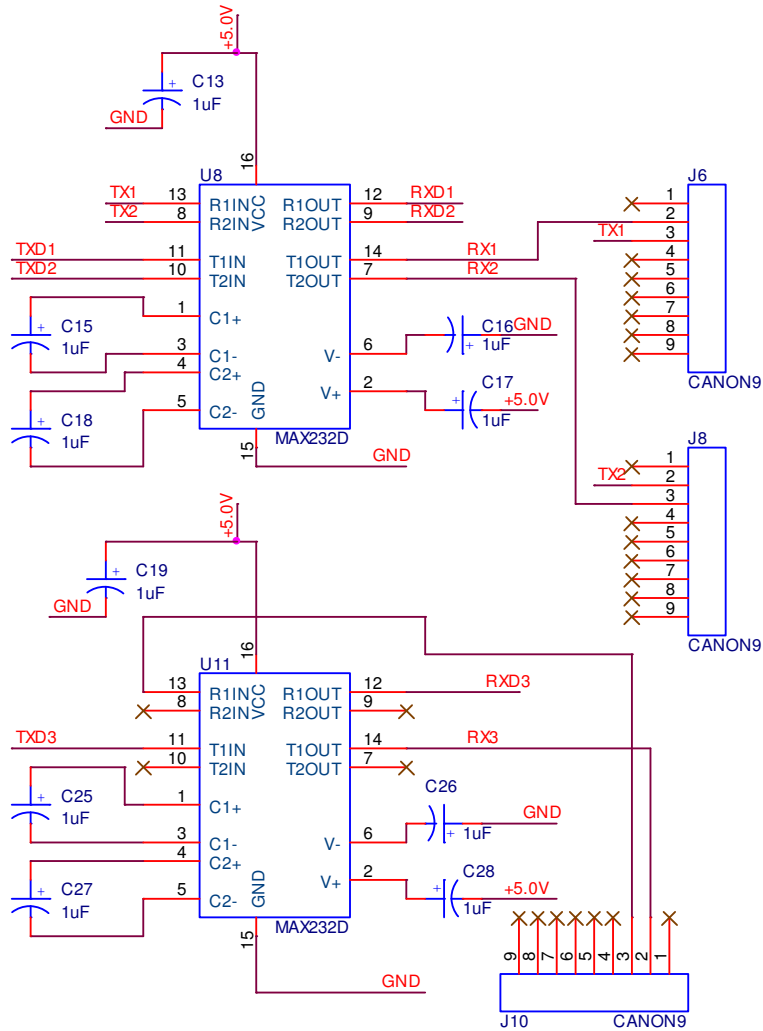 +5.0V
C13
1uF
GND
16
U8
J6
TX1 13 R1IN VCC R1OUT 12 RXD1
TX2 8 R2IN R2OUT 9 RXD2
TXD1 11 T1IN T1OUT 14 RX1
TXD2 10 T2IN T2OUT 7 RX2
1
2
TX1 3
4
5
6
7
8
9
CANON9
1 C1+
C15
1uF
3 C1-
4 C2+
C18
1uF
5 C2-
V- 6
C16 GND
1uF
V+ 2
C17
+5.0V
1uF
GND
15
MAX232D
GND
J8
1
TX2 2
3
4
5
6
7
8
9
CANON9
+5.0V
C19
1uF
GND
16
U11
13 R1IN VCC R1OUT 12 RXD3
8 R2IN R2OUT 9
TXD3 11 T1IN T1OUT 14 RX3
10 T2IN T2OUT 7
1 C1+
C25
1uF
3 C1-
4 C2+
C27
1uF
5 C2-
V- 6
C26
GND
1uF
V+ 2
C28
+5.0V
1uF
GND
15
MAX232D
GND
9 8 7 6 5 4 3 2 1
J10 CANON9